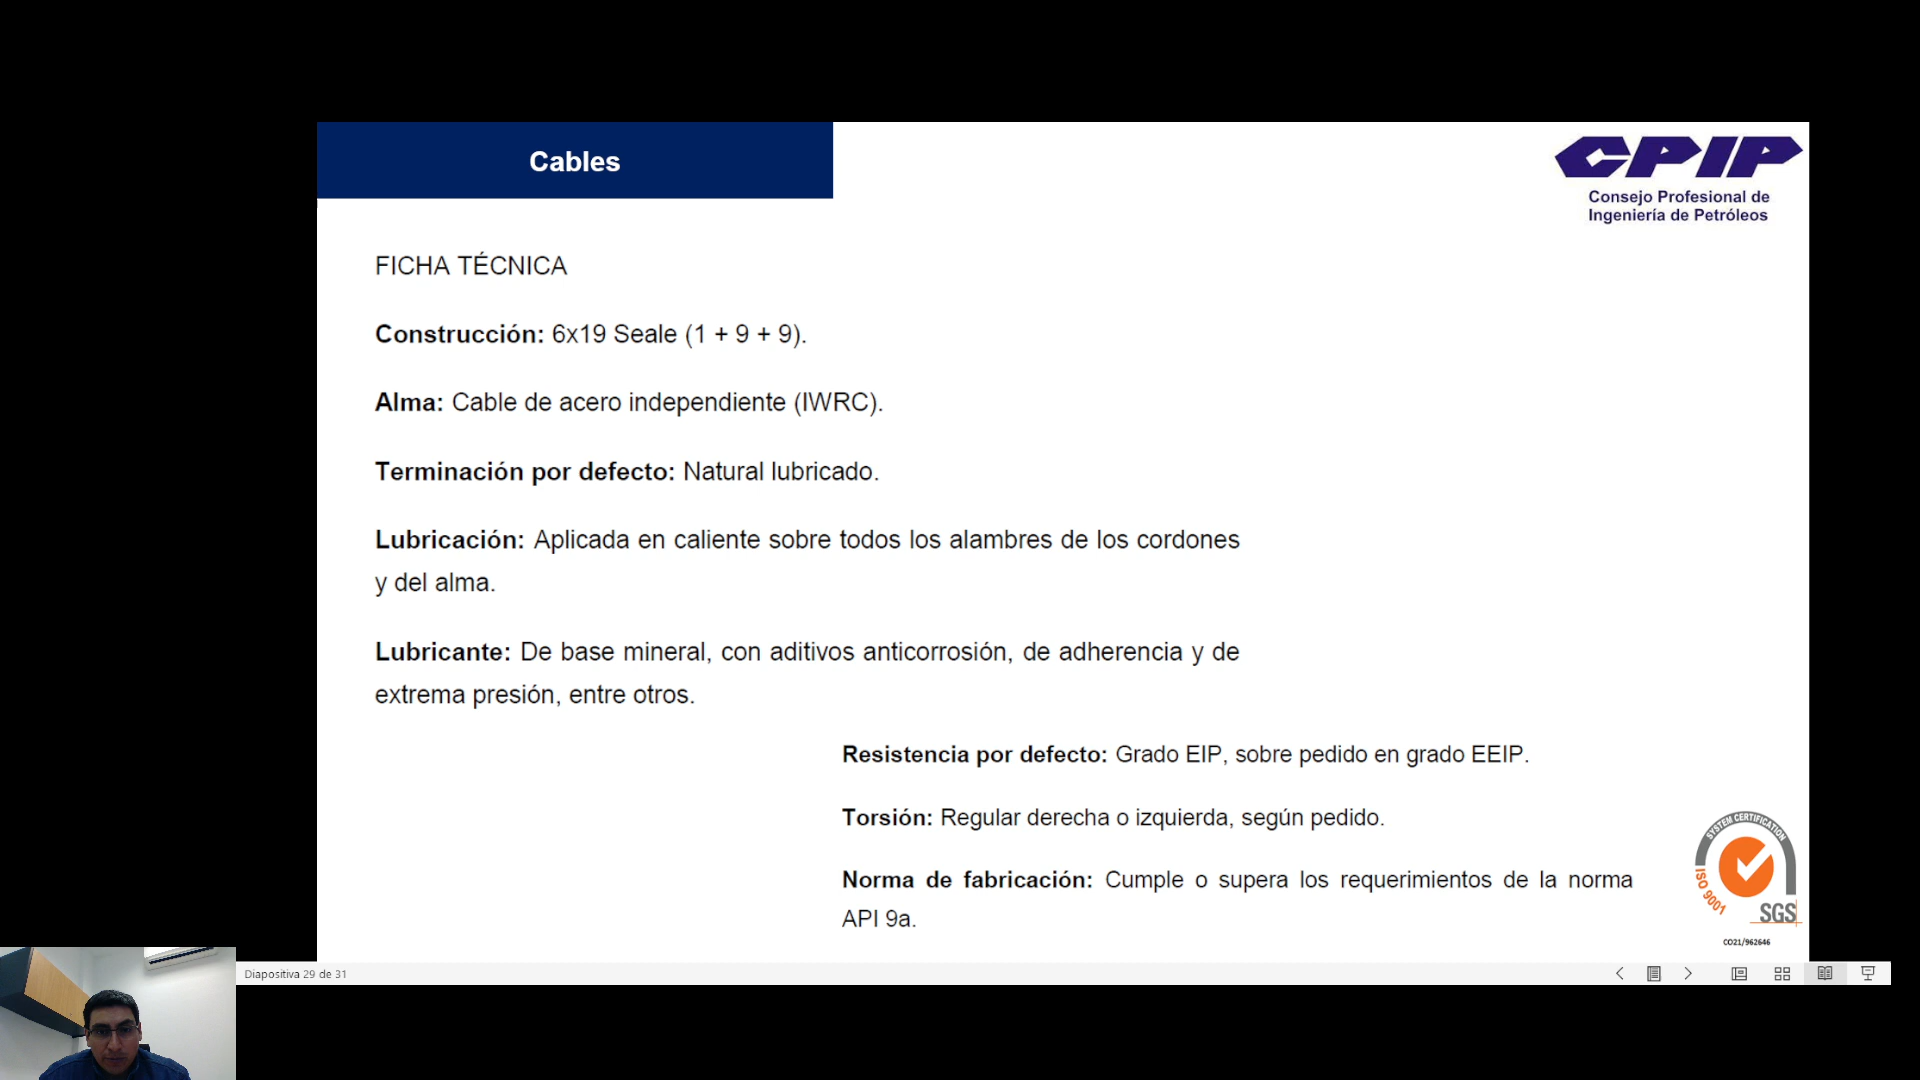 Cables
CPIP
Consejo Profesional de
Ingeniería de Petróleos
FICHA TÉCNICA
Construcción: 6x19 Seale (1 + 9 + 9).
Alma: Cable de acero independiente (IWRC).
Terminación por defecto: Natural lubricado.
Lubricación: Aplicada en caliente sobre todos los alambres de los cordones
y del alma.
Lubricante: De base mineral, con aditivos anticorrosión, de adherencia y de
extrema presión, entre otros.
Resistencia por defecto: Grado EIP, sobre pedido en grado EEIP.
Torsión: Regular derecha o izquierda, según pedido.
Norma de fabricación: Cumple o supera los requerimientos de la norma
API 9a.
SYSTEM CERTIFICATION
ISO 9001
SGS
CO21/962646
Diapositiva 29 de 31